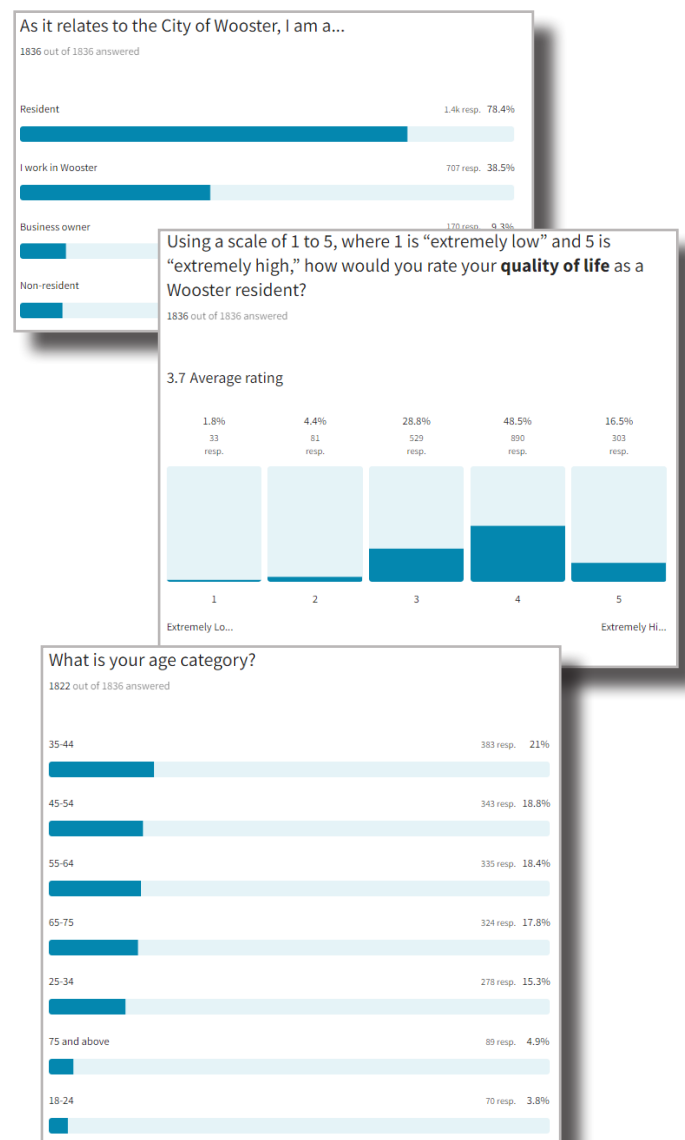 As it relates to the City of Wooster, I am a...
1836 out of 1836 answered
Resident 1.4k resp. 78.4%
I work in Wooster 707 resp. 38.5%
Business owner 170 resp. 9.3%
Non-resident
Using a scale of 1 to 5, where 1 is “extremely low” and 5 is
“extremely high,” how would you rate your quality of life as a
Wooster resident?
1836 out of 1836 answered
3.7 Average rating
1.8% 4.4% 28.8% 48.5% 16.5%
33 81 529 890 303
resp. resp. resp. resp. resp.
1 2 3 4 5
Extremely Lo... Extremely Hi...
What is your age category?
1822 out of 1836 answered
35-44 383 resp. 21%
45-54 343 resp. 18.8%
55-64 335 resp. 18.4%
65-75 324 resp. 17.8%
25-34 278 resp. 15.3%
75 and above 89 resp. 4.9%
18-24 70 resp. 3.8%